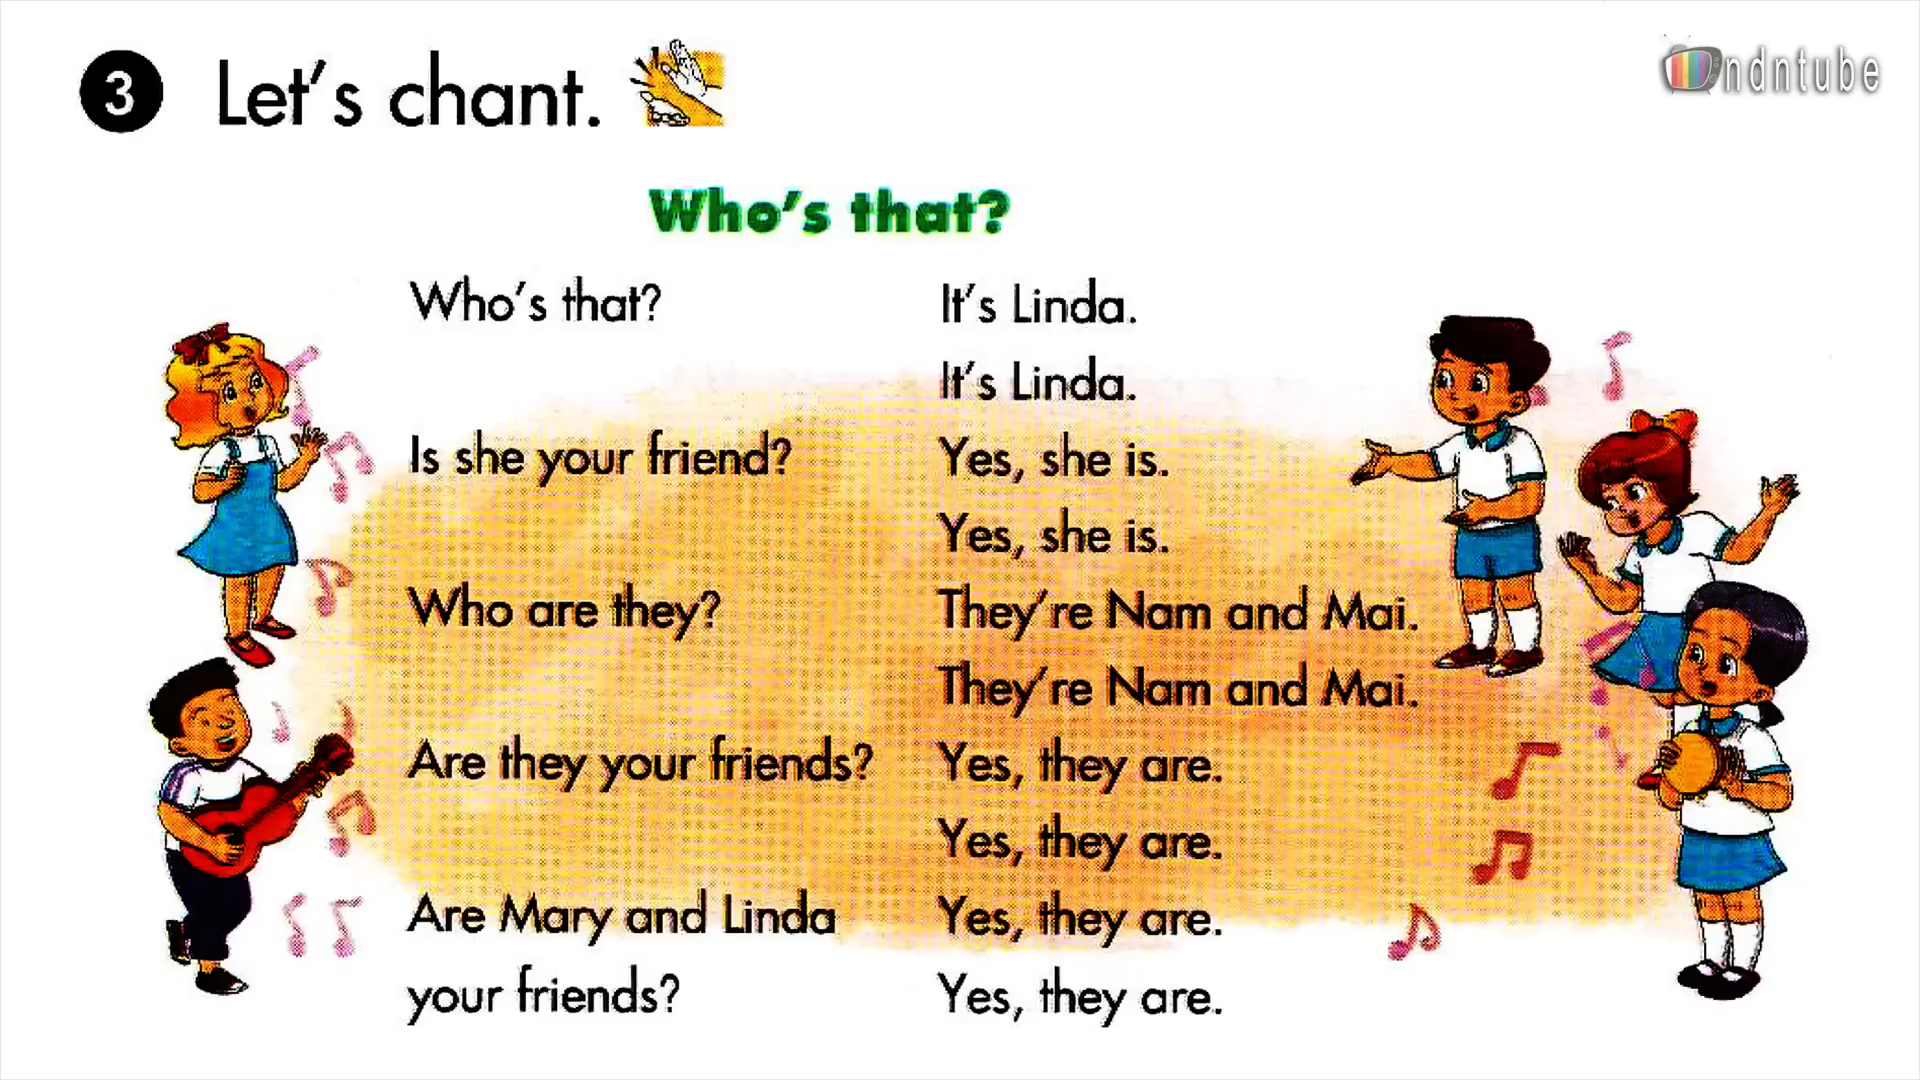 3 Let's chant.
ndntube
Who's that?
Who's that? It's Linda.
It's Linda.
Is she your friend? Yes, she is.
Yes, she is.
Who are they? They're Nam and Mai.
They're Nam and Mai.
Are they your friends? Yes, they are.
Yes, they are.
Are Mary and Linda Yes, they are.
your friends? Yes, they are.